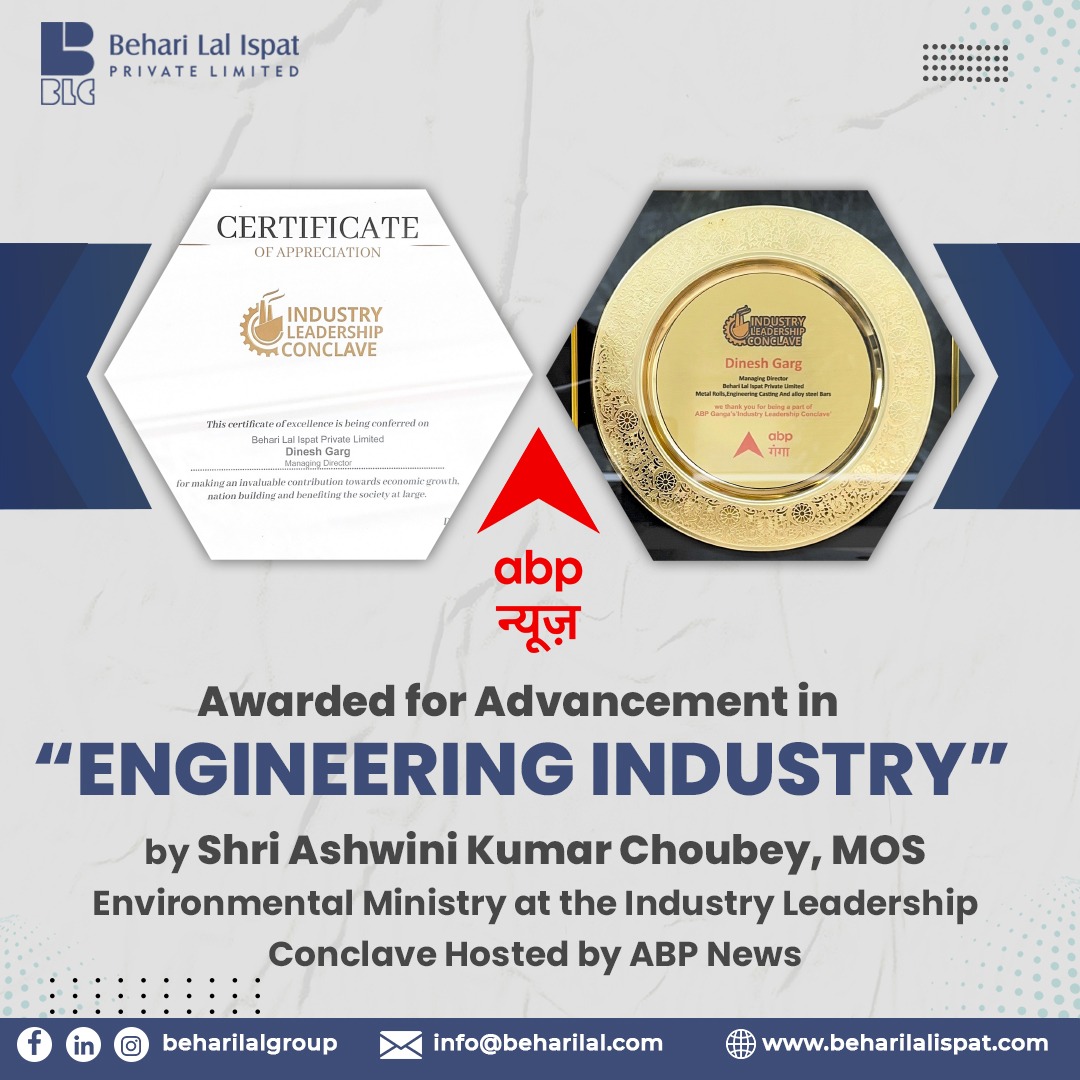 Behari Lal Ispat
PRIVATE LIMITED
BLC
CERTIFICATE
OF APPRECIATION
INDUSTRY
LEADERSHIP
CONCLAVE
This certificate of excellence is being conferred on
Behari Lal Ispat Private Limited
Dinesh Garg
Managing Director
for making an invaluable contribution towards economic growth,
nation building and benefiting the society at large.
INDUSTRY
LEADERSHIP
CONCLAVE
Dinesh Garg
Managing Director
Behari Lal Ispat Private Limited
Metal Rolls,Engineering Casting And alloy steel Bars
we thank you for being a part of
ABP Ganga's'Industry Leadership Conclave'
abp
गंगा
abp
न्यूज़
Awarded for Advancement in
“ENGINEERING INDUSTRY”
by Shri Ashwini Kumar Choubey, MOS
Environmental Ministry at the Industry Leadership
Conclave Hosted by ABP News
beharilalgroup
info@beharilal.com
www.beharilalispat.com